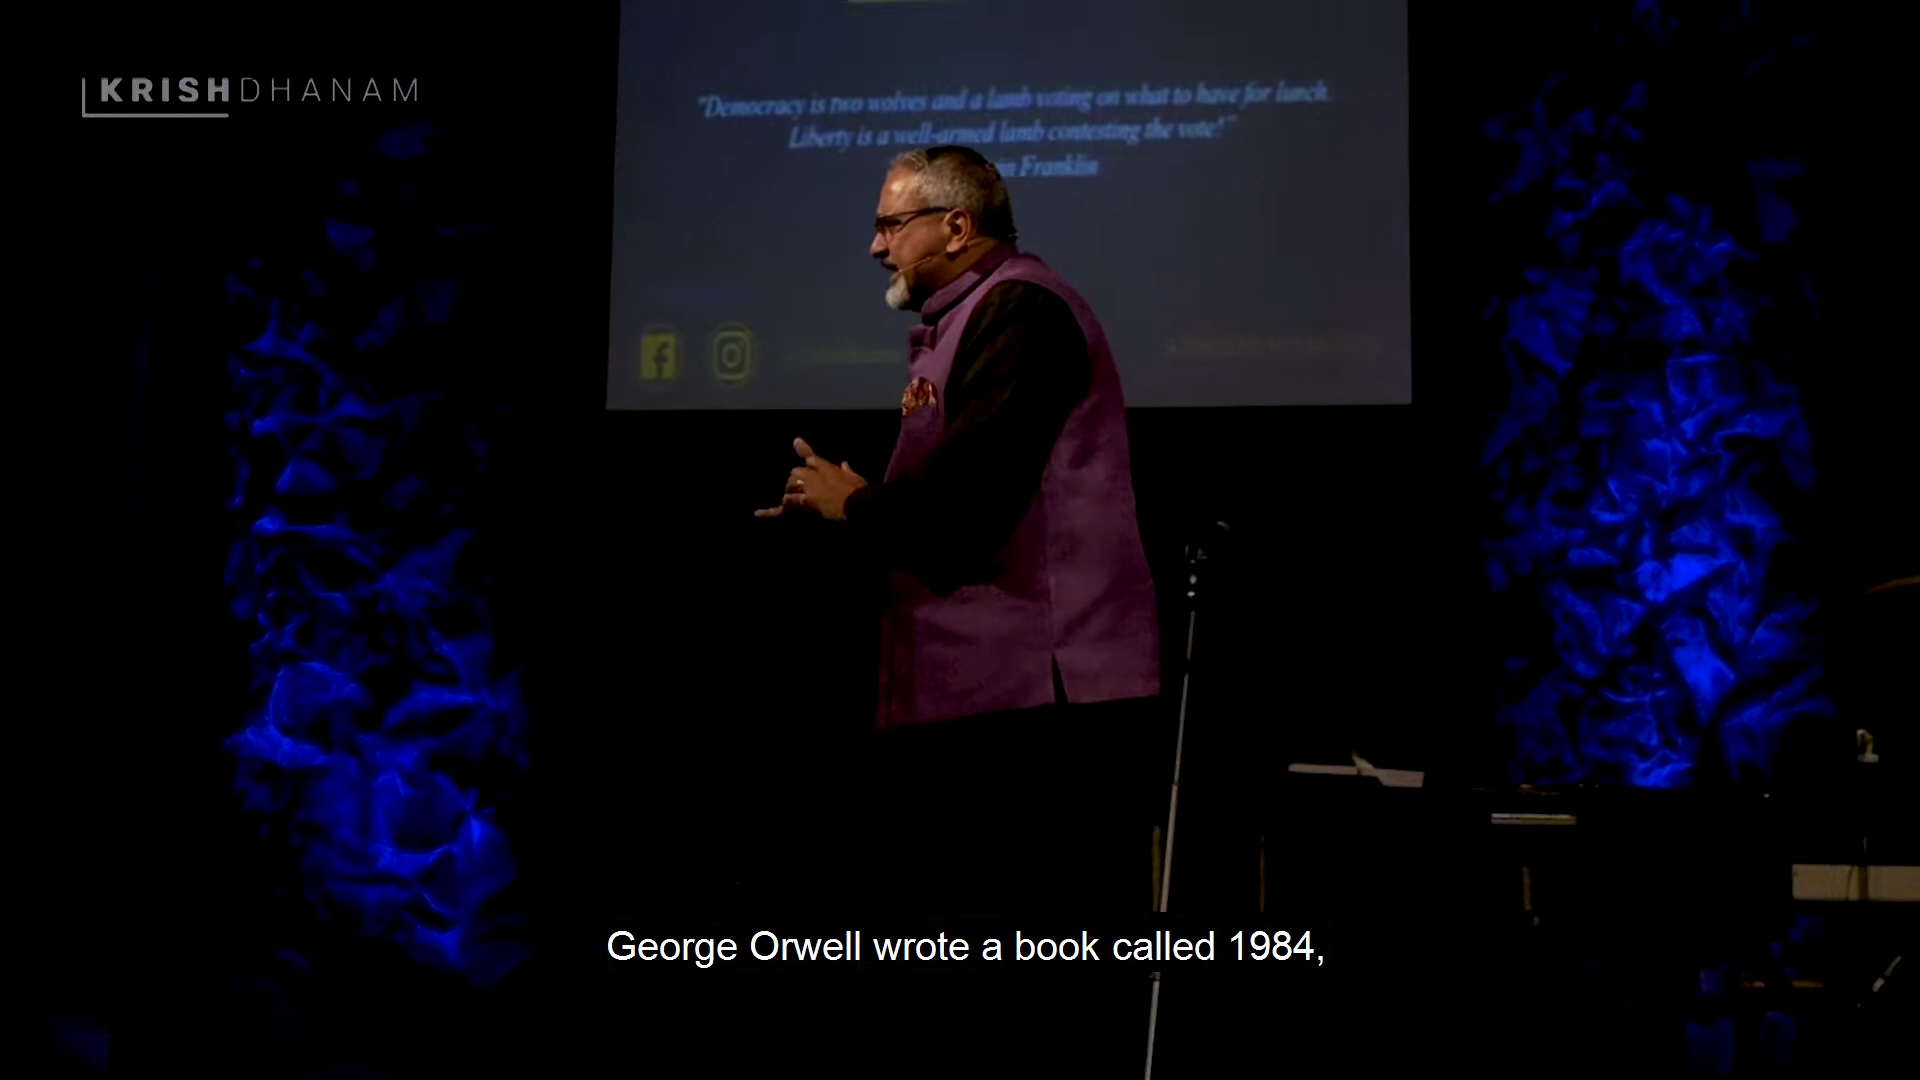 KRISHDHANAM
"Democracy is two wolves and a lamb voting on what to have for lunch.
Liberty is a well-armed lamb contesting the vote!"
Franklin
George Orwell wrote a book called 1984,